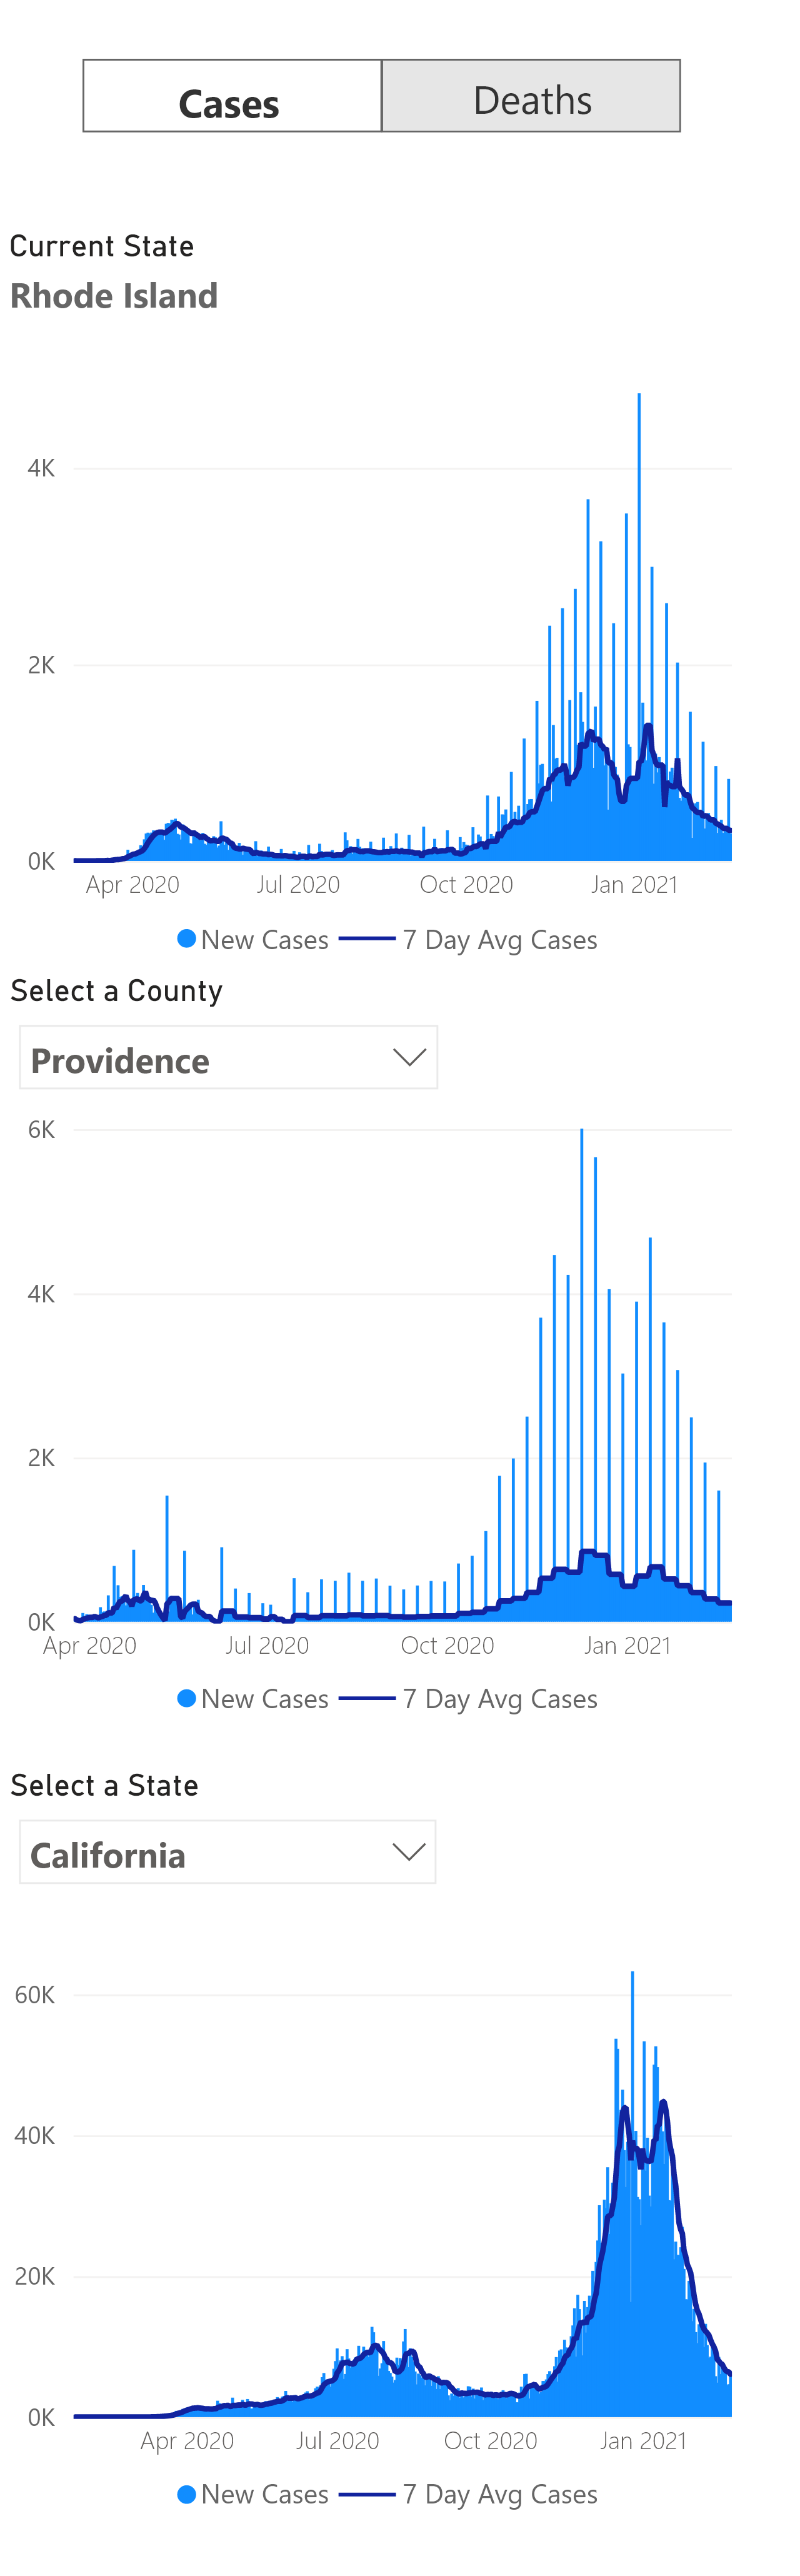 Cases Deaths
Current State
Rhode Island
4K
2K
0K
Apr 2020 Jul 2020 Oct 2020 Jan 2021
New Cases 7 Day Avg Cases
Select a County
Providence
6K
4K
2K
0K
Apr 2020 Jul 2020 Oct 2020 Jan 2021
New Cases 7 Day Avg Cases
Select a State
California
60K
40K
20K
0K
Apr 2020 Jul 2020 Oct 2020 Jan 2021
New Cases 7 Day Avg Cases